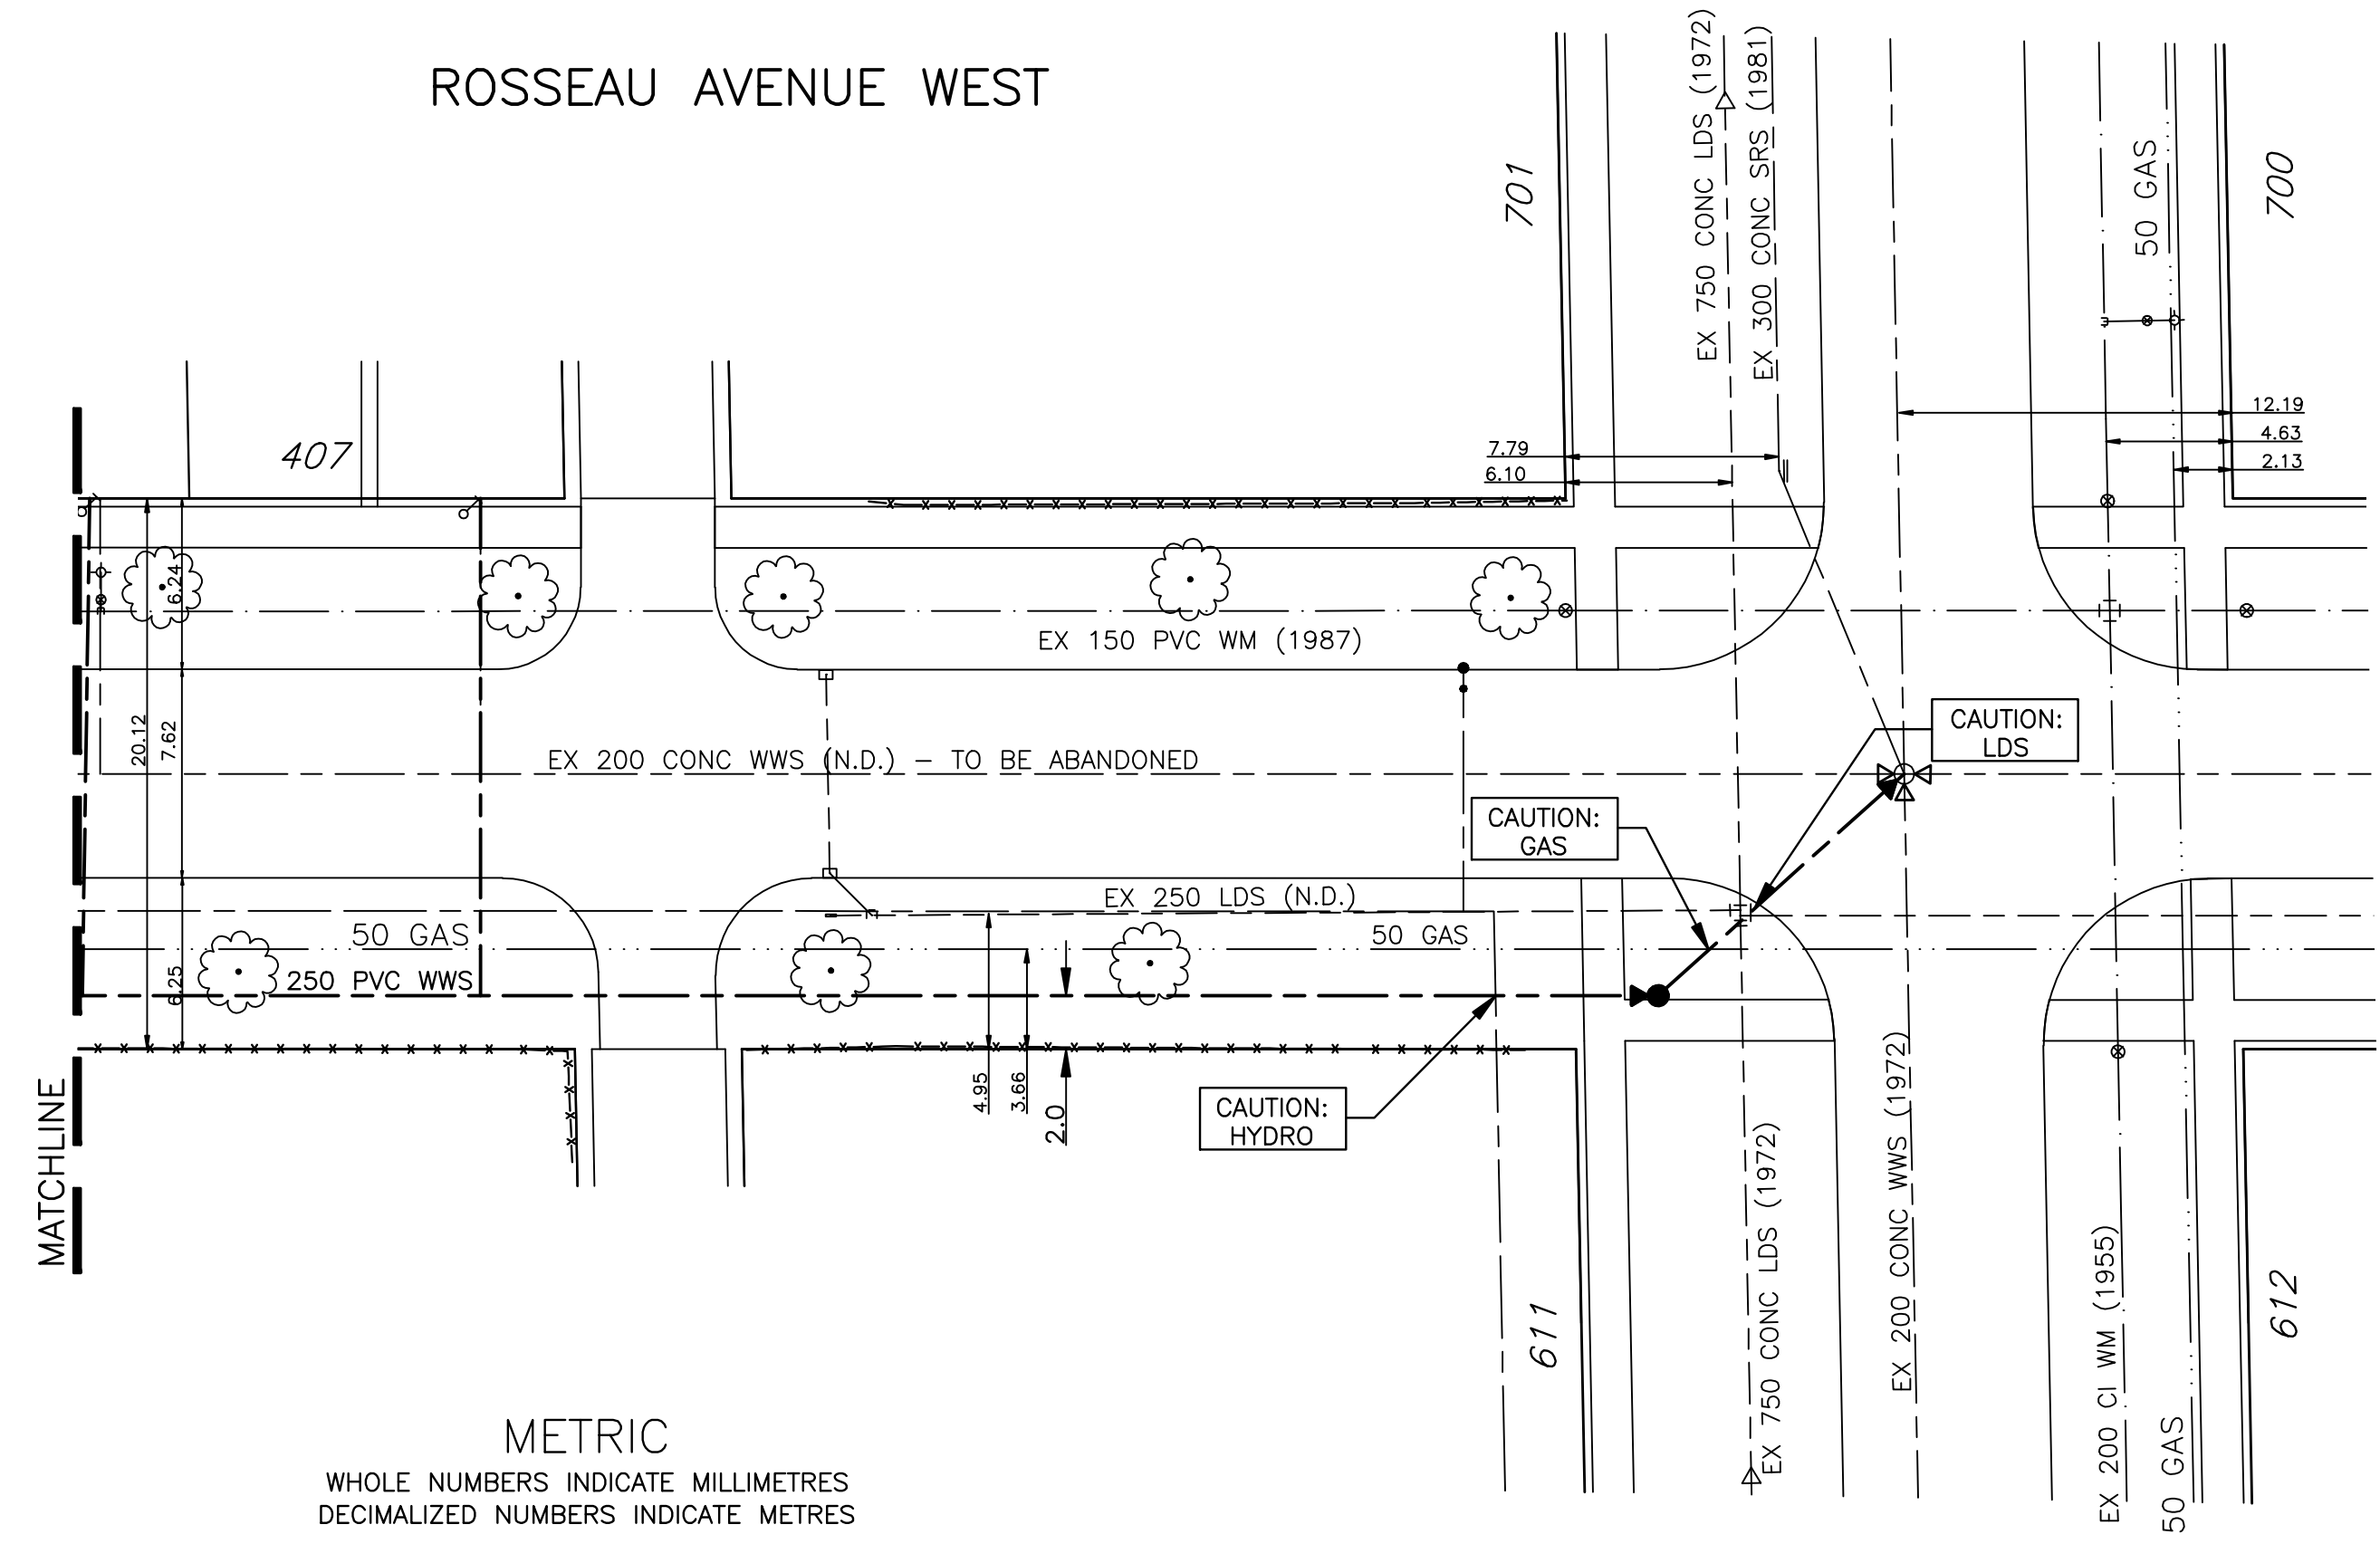 ROSSEAU AVENUE WEST
EX 750 CONC LDS (1972)
EX 300 CONC SRS (1981)
701
50 GAS
700
407
12.19
4.63
2.13
7.79
6.10
6.24
EX 150 PVC WM (1987)
20.12
7.62
EX 200 CONC WWS (N.D.) – TO BE ABANDONED
CAUTION:
LDS
CAUTION:
GAS
EX 250 LDS (N.D.)
50 GAS
50 GAS
250 PVC WWS
6.25
4.95
3.66
2.0
CAUTION:
HYDRO
MATCHLINE
611
EX 750 CONC LDS (1972)
EX 200 CONC WWS (1972)
EX 200 CI WM (1955)
50 GAS
612
METRIC
WHOLE NUMBERS INDICATE MILLIMETRES
DECIMALIZED NUMBERS INDICATE METRES